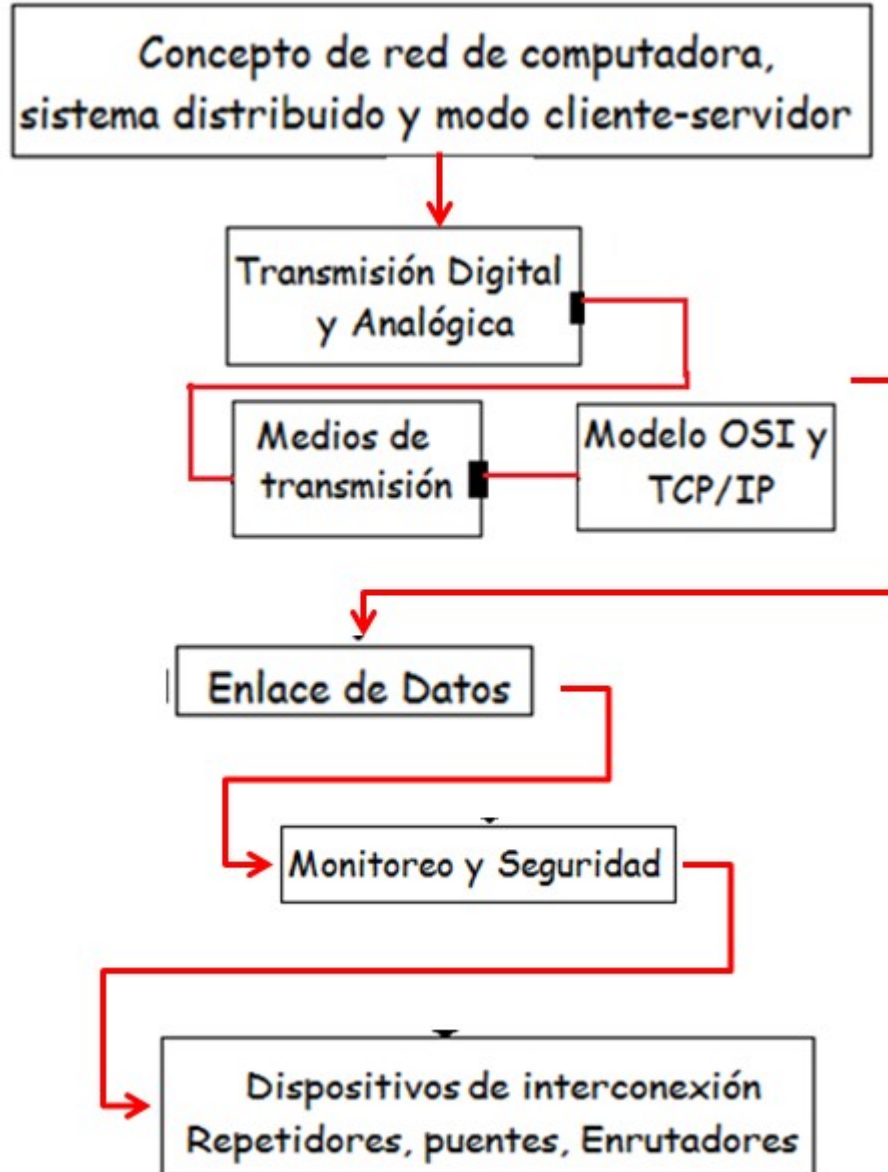 Concepto de red de computadora,
sistema distribuido y modo cliente-servidor
Transmisión Digital
y Analógica
Medios de
transmisión
Modelo OSI y
TCP/IP
Enlace de Datos
Monitoreo y Seguridad
Dispositivos de interconexión
Repetidores, puentes, Enrutadores